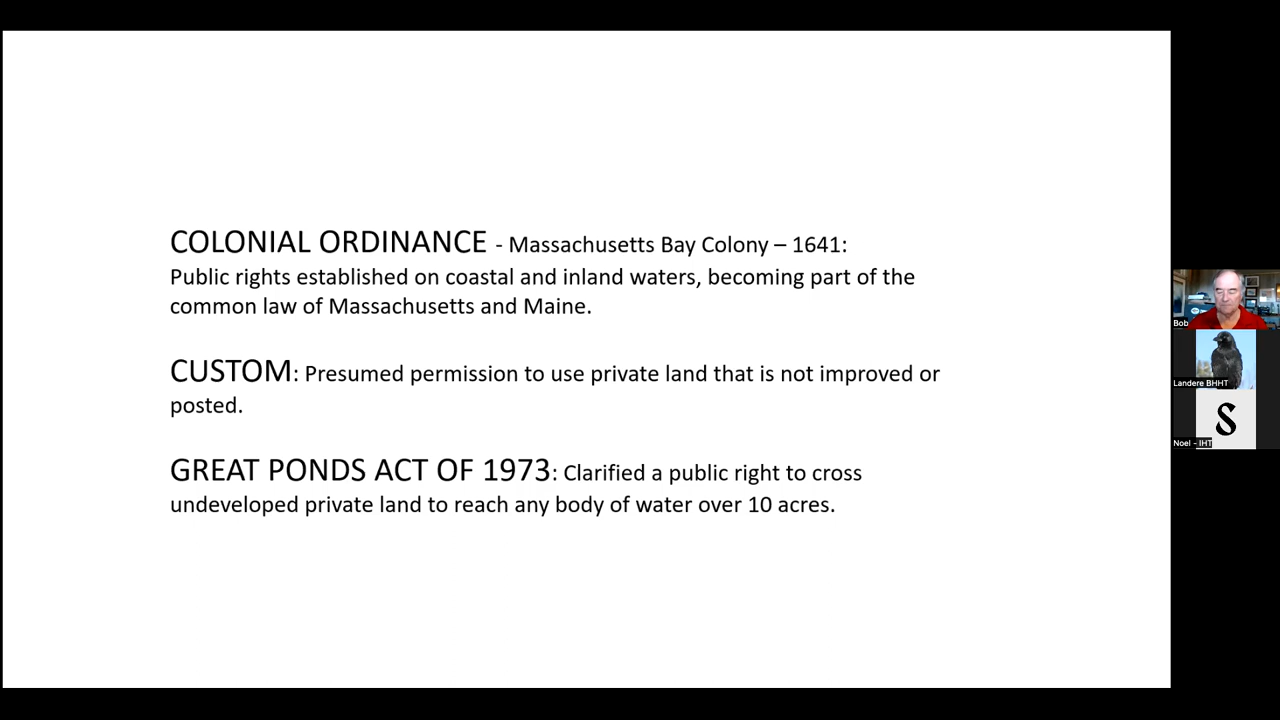 COLONIAL ORDINANCE - Massachusetts Bay Colony – 1641:
Public rights established on coastal and inland waters, becoming part of the
common law of Massachusetts and Maine.
CUSTOM: Presumed permission to use private land that is not improved or
posted.
GREAT PONDS ACT OF 1973: Clarified a public right to cross
undeveloped private land to reach any body of water over 10 acres.
Bob
Landere BHHT
S
Noel - IHT